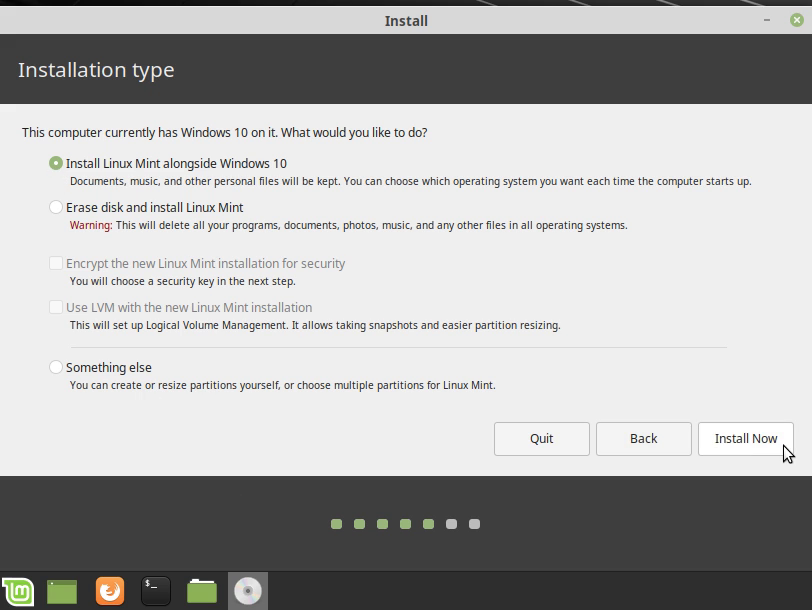 Install
Installation type
This computer currently has Windows 10 on it. What would you like to do?
Install Linux Mint alongside Windows 10
Documents, music, and other personal files will be kept. You can choose which operating system you want each time the computer starts up.
Erase disk and install Linux Mint
Warning: This will delete all your programs, documents, photos, music, and any other files in all operating systems.
Encrypt the new Linux Mint installation for security
You will choose a security key in the next step.
Use LVM with the new Linux Mint installation
This will set up Logical Volume Management. It allows taking snapshots and easier partition resizing.
Something else
You can create or resize partitions yourself, or choose multiple partitions for Linux Mint.
Quit Back Install Now
$_